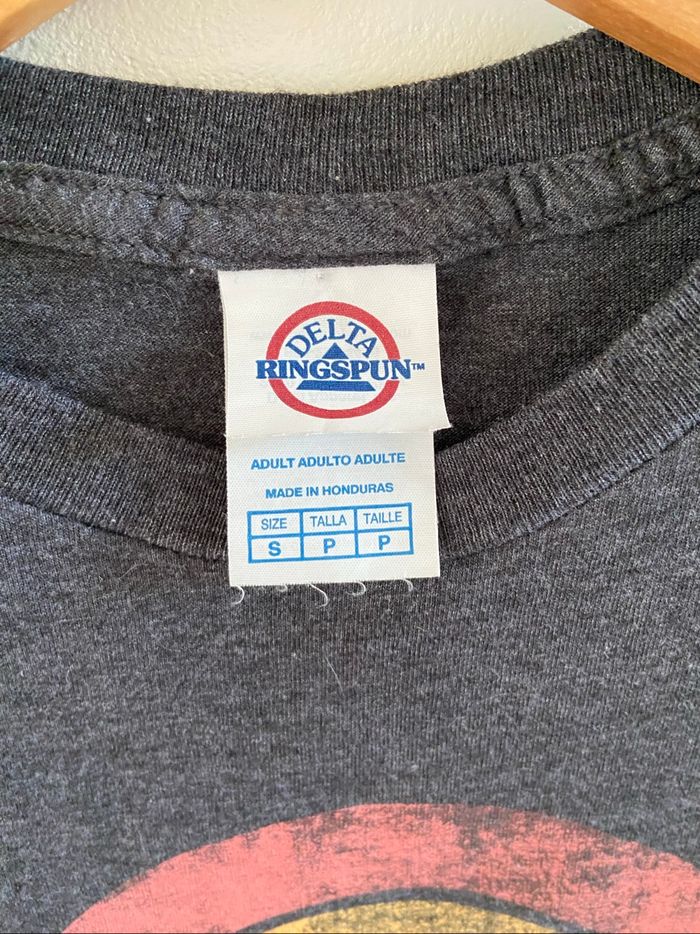 DELTA
RINGSPUN™
ADULT ADULTO ADULTE
MADE IN HONDURAS
SIZE TALLA TAILLE
S P P